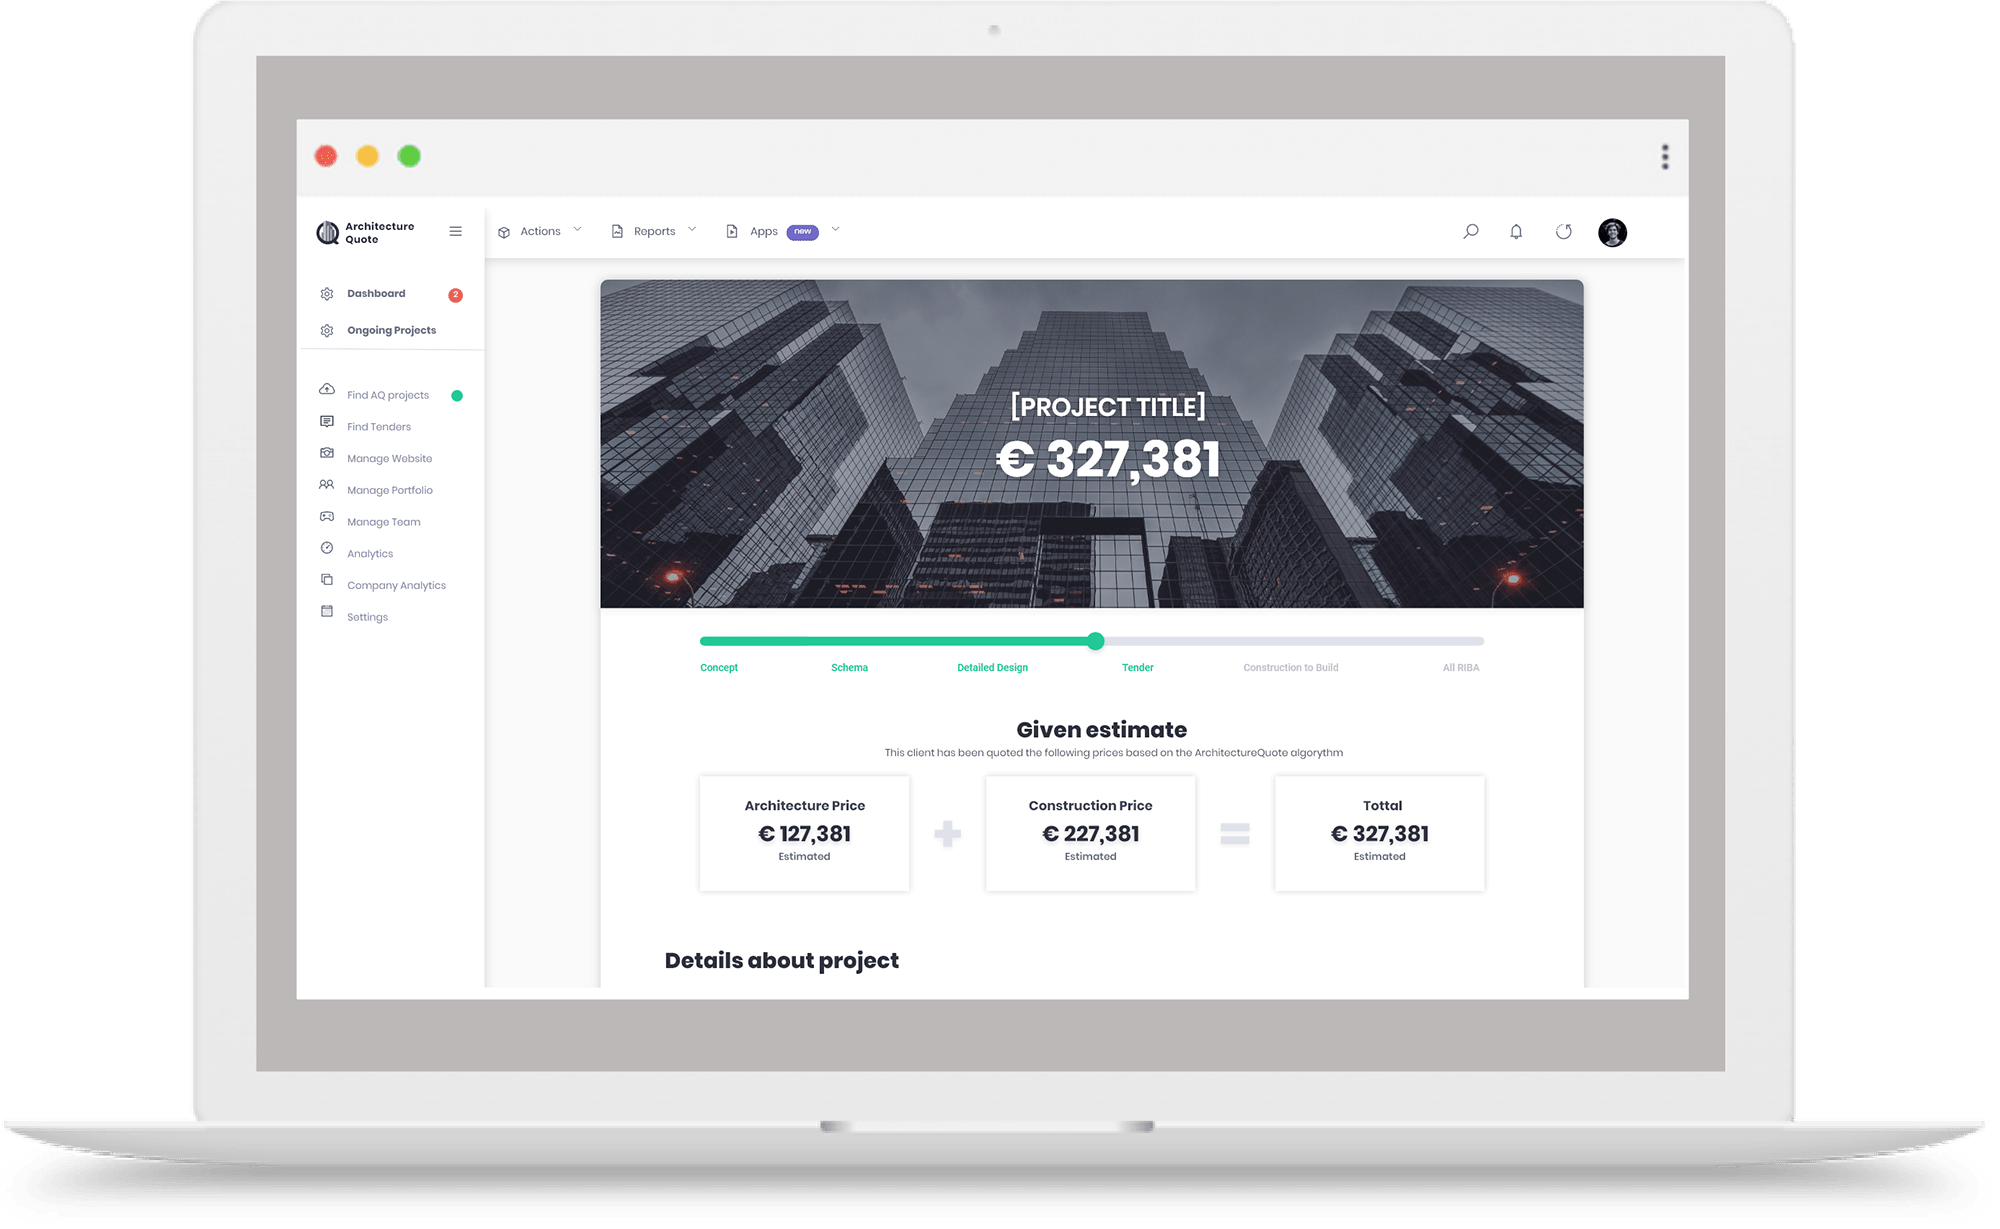 Architecture
Quote
Actions
Reports
Apps
new
Dashboard
2
Ongoing Projects
Find AQ projects
Find Tenders
Manage Website
Manage Portfolio
Manage Team
Analytics
Company Analytics
Settings
[PROJECT TITLE]
€ 327,381
Concept
Schema
Detailed Design
Tender
Construction to Build
All RIBA
Given estimate
This client has been quoted the following prices based on the ArchitectureQuote algorythm
Architecture Price
€ 127,381
Estimated
Construction Price
€ 227,381
Estimated
Tottal
€ 327,381
Estimated
Details about project